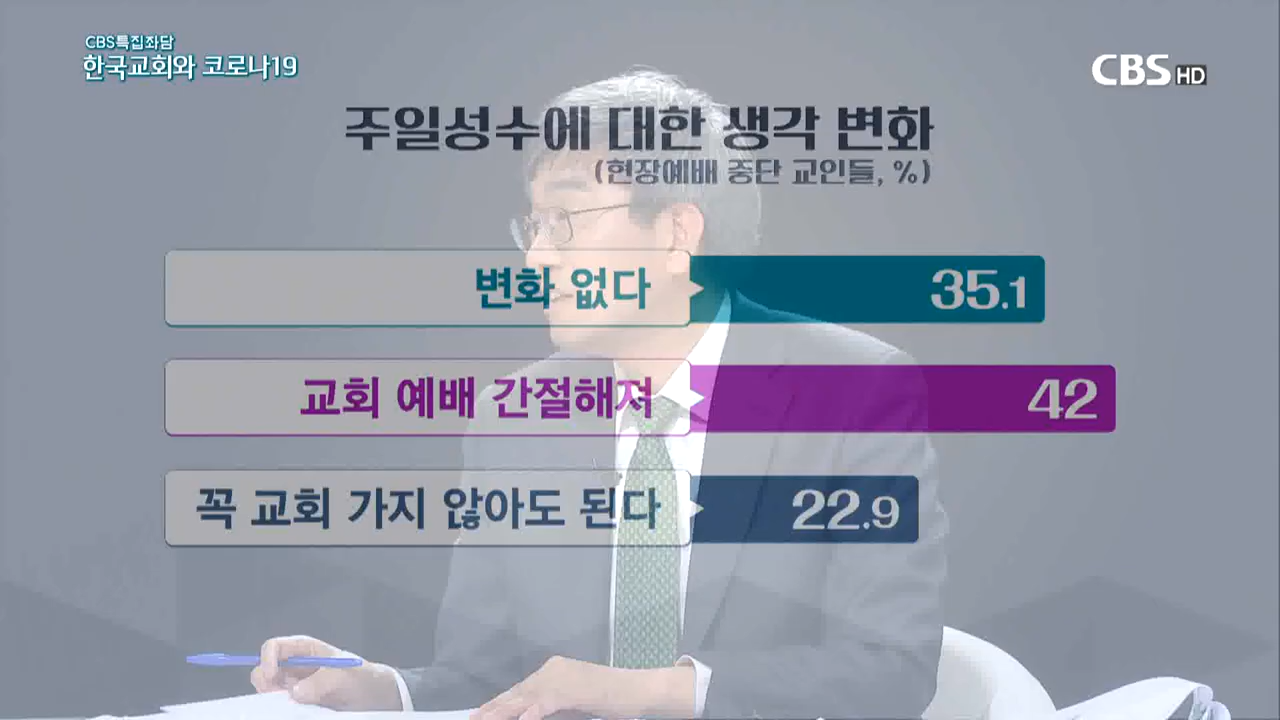 CBS특집좌담
한국교회와 코로나19
CBS HD
주일성수에 대한 생각 변화
(현장예배 중단 교인들, %)
변화 없다 35.1
교회 예배 간절해져 42
꼭 교회 가지 않아도 된다 22.9